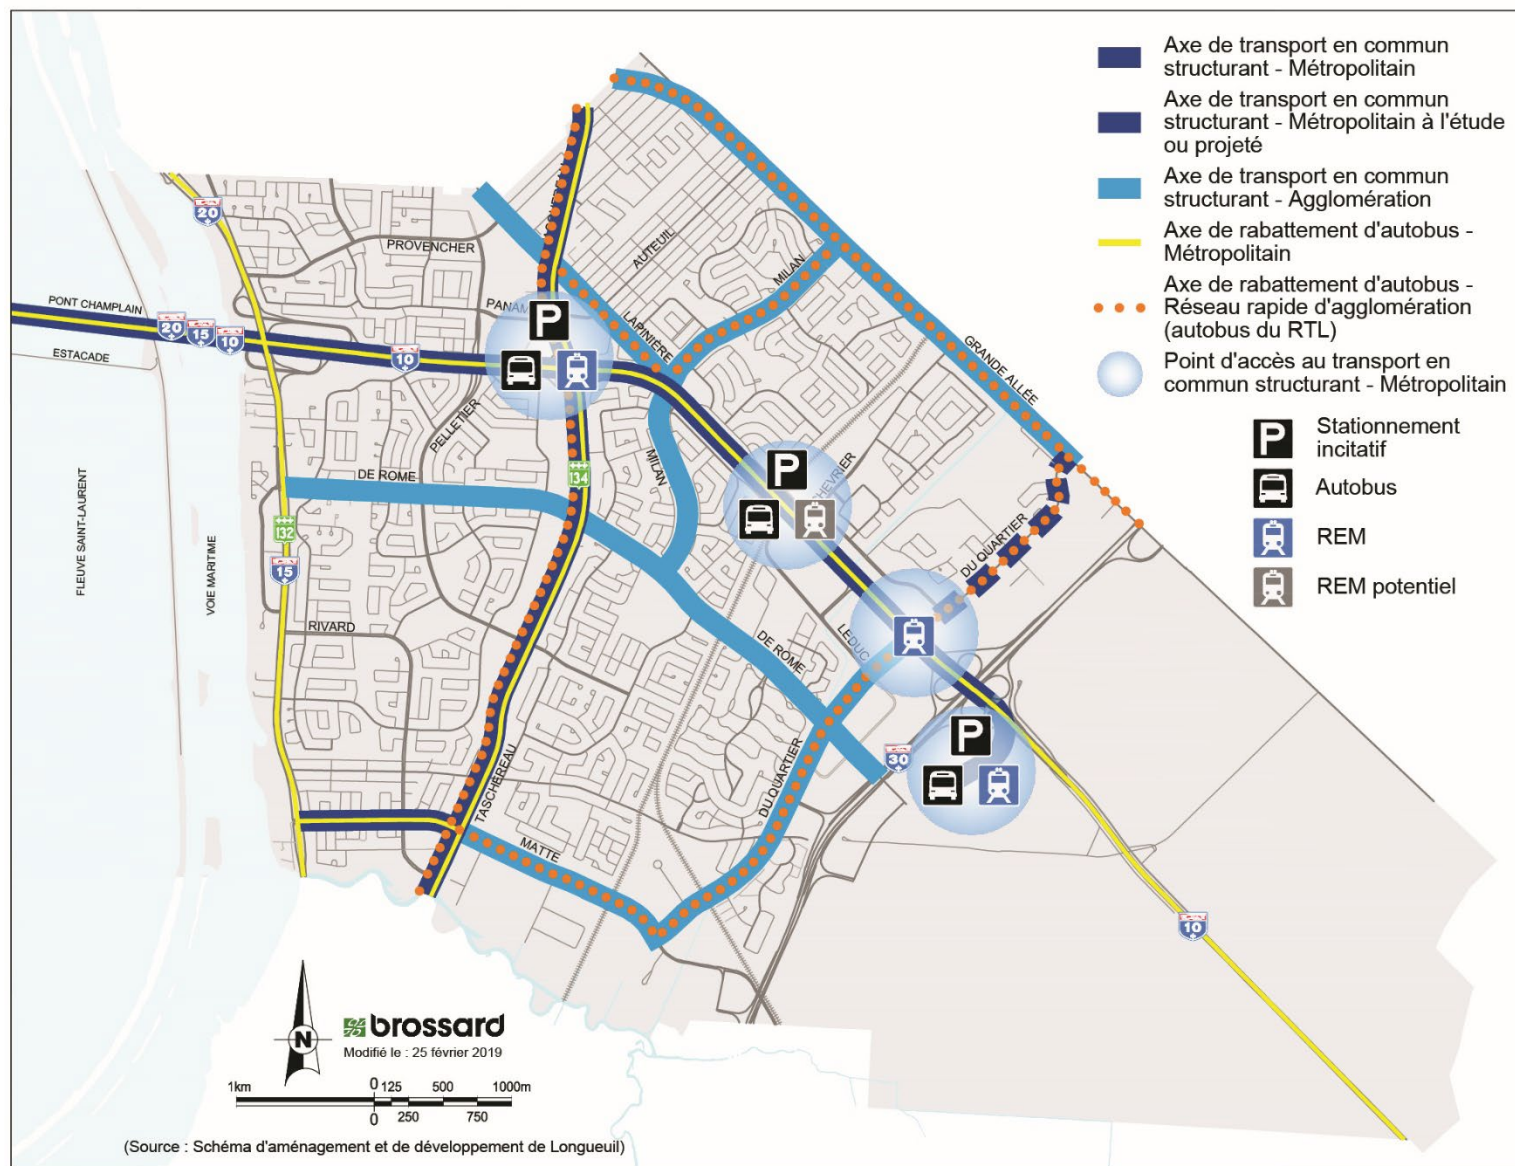 Axe de transport en commun
structurant - Métropolitain
Axe de transport en commun
structurant - Métropolitain à l'étude
ou projeté
Axe de transport en commun
structurant - Agglomération
Axe de rabattement d'autobus -
Métropolitain
Axe de rabattement d'autobus -
Réseau rapide d'agglomération
(autobus du RTL)
Point d'accès au transport en
commun structurant - Métropolitain
P
Stationnement
incitatif
Autobus
REM
REM potentiel
20
PROVENCHER
AUTEUIL
MILAN
PONT CHAMPLAIN
20
15
10
ESTACADE
10
P
LAPINIÈRE
GRANDE ALLÉE
PELLETIER
DE ROME
MILAN
134
P
CHEVRIER
DU QUARTIER
132
15
FLEUVE SAINT-LAURENT
VOIE MARITIME
RIVARD
DE ROME
LEDUC
P
30
TASCHEREAU
DU QUARTIER
MATTE
10
N
brossard
Modifié le : 25 février 2019
1km
0
125
500
1000m
0
250
750
(Source : Schéma d'aménagement et de développement de Longueuil)